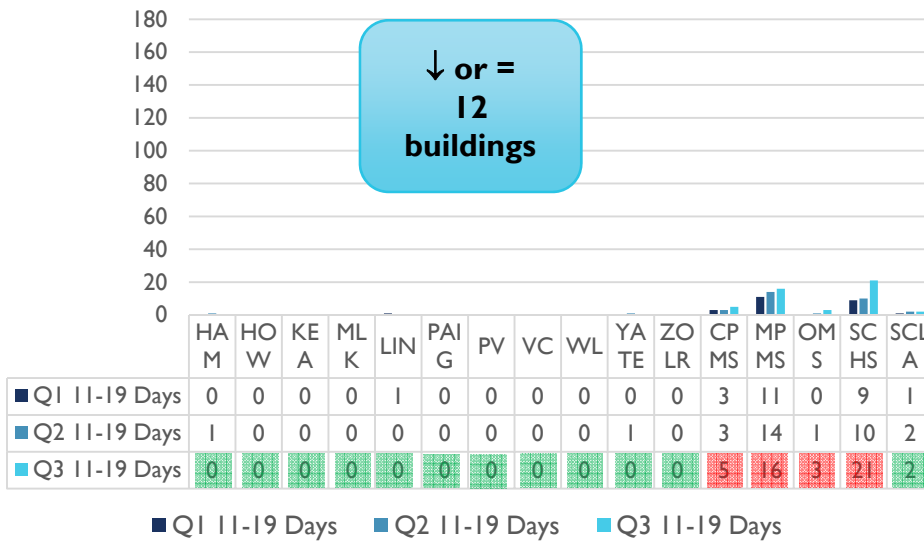 180
160
140
120
100
80
60
40
20
0
↓ or =
12
buildings
HA
M
HO
W
KE
A
ML
K
LIN
PAI
G
PV
VC
WL
YA
TE
ZO
LR
CP
MS
MP
MS
OM
S
SC
HS
SCL
A
Q1 11-19 Days 0 0 0 0 1 0 0 0 0 0 0 3 11 0 9 1
Q2 11-19 Days 1 0 0 0 0 0 0 0 0 1 0 3 14 1 10 2
Q3 11-19 Days 0 0 0 0 0 0 0 0 0 0 0 5 16 3 21 2
Q1 11-19 Days Q2 11-19 Days Q3 11-19 Days